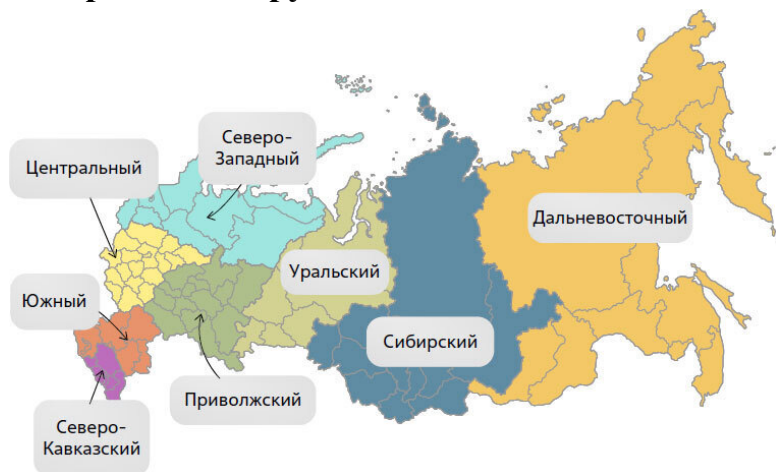 Северо-
Западный
Центральный
Дальневосточный
Уральский
Южный
Сибирский
Приволжский
Северо-
Кавказский